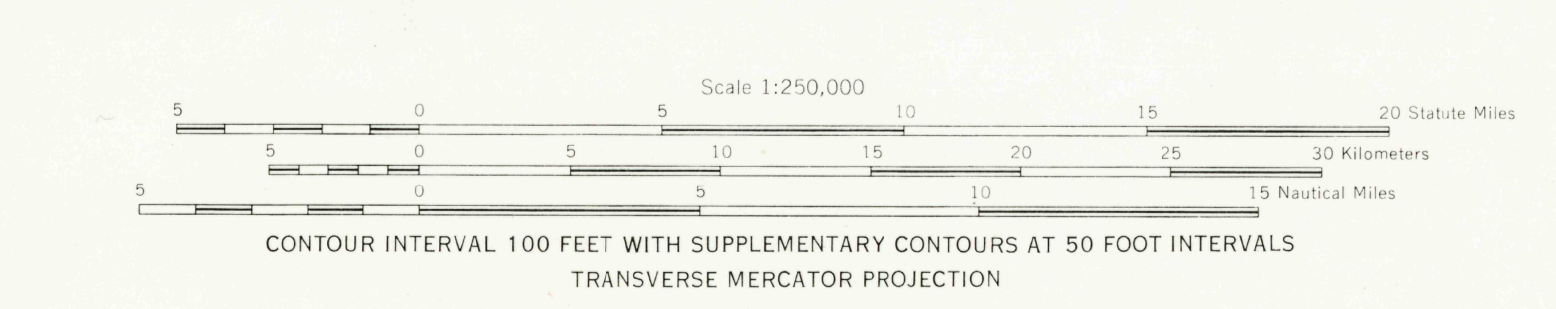 Scale 1:250,000
5 0 5 10 15 20 Statute Miles
5 0 5 10 15 20 25 30 Kilometers
5 0 5 10 15 Nautical Miles
CONTOUR INTERVAL 100 FEET WITH SUPPLEMENTARY CONTOURS AT 50 FOOT INTERVALS
TRANSVERSE MERCATOR PROJECTION